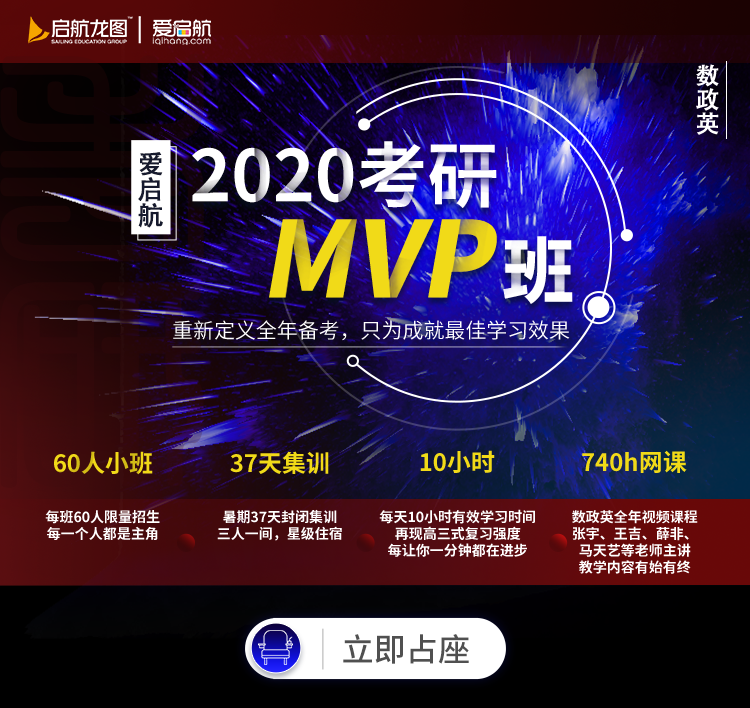 启航龙图™
SAILING EDUCATION GROUP
爱启航
iqihang.com
数政英
爱启航
2020考研
MVP班
重新定义全年备考，只为成就最佳学习效果
60人小班
每班60人限量招生
每一个人都是主角
37天集训
暑期37天封闭集训
三人一间，星级住宿
10小时
每天10小时有效学习时间
再现高三式复习强度
每让你一分钟都在进步
740h网课
数政英全年视频课程
张宇、王吉、薛非、
马天艺等老师主讲
教学内容有始有终
立即占座